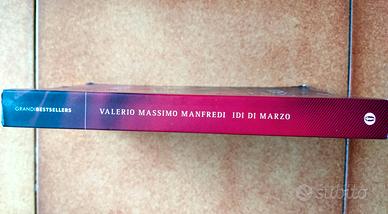 GRANDIBESTSELLERS VALERIO MASSIMO MANFREDI IDI DI MARZO
subito